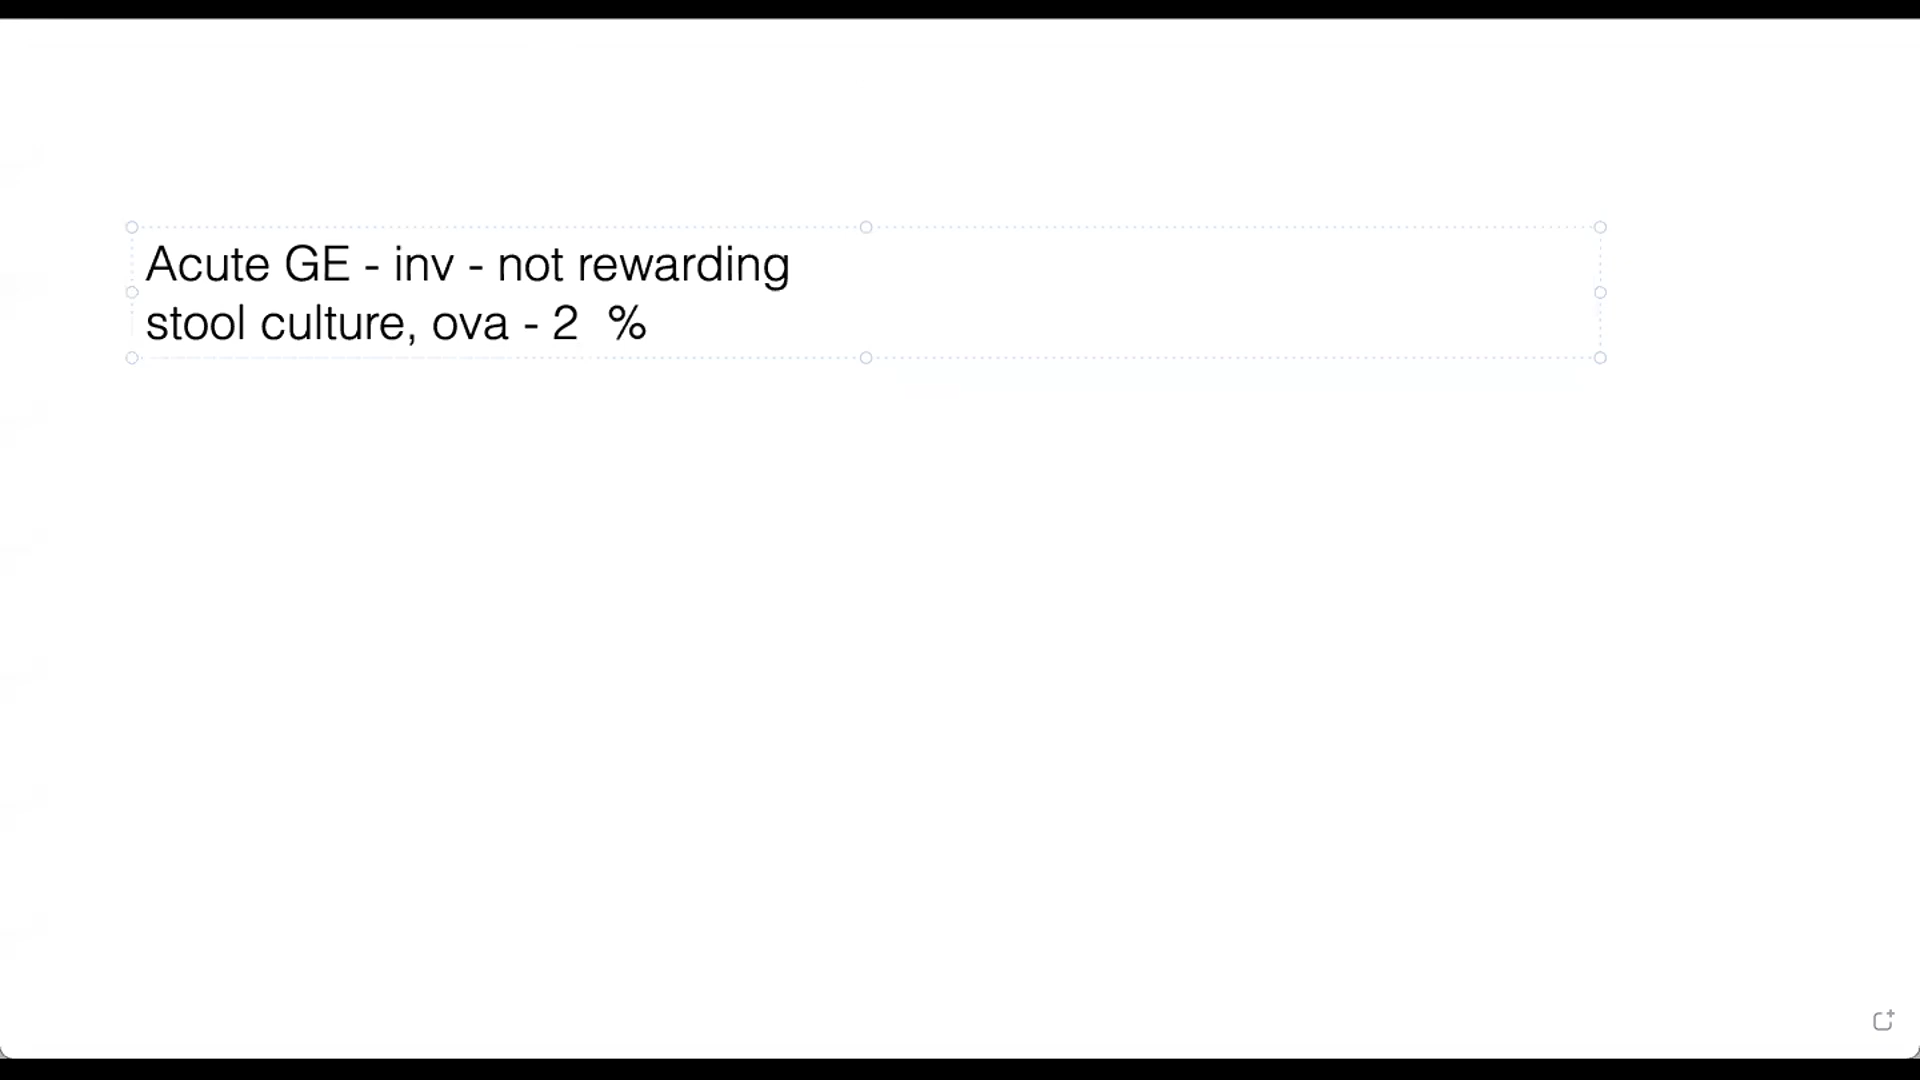 Acute GE - inv - not rewarding
stool culture, ova - 2  %